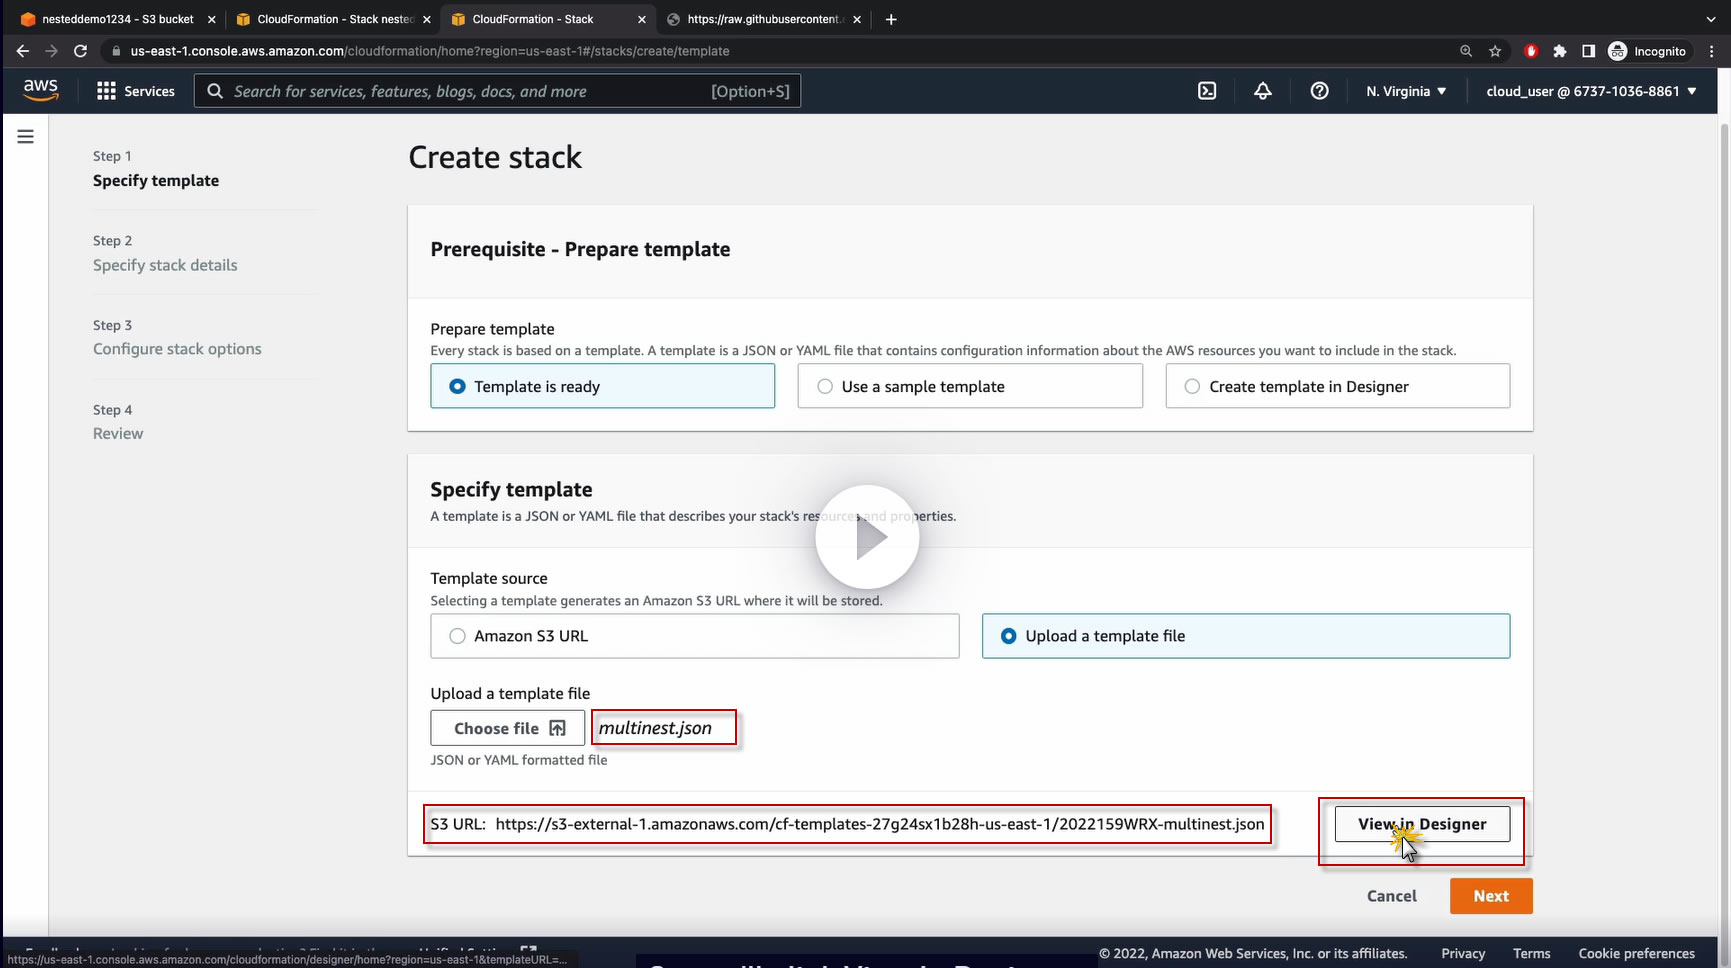 nesteddemo1234 - S3 bucket
CloudFormation - Stack nested
CloudFormation - Stack
https://raw.githubusercontent.c
us-east-1.console.aws.amazon.com/cloudformation/home?region=us-east-1#/stacks/create/template
Incognito
aws
Services
Search for services, features, blogs, docs, and more
[Option+S]
N. Virginia
cloud_user @ 6737-1036-8861
Step 1
Specify template
Step 2
Specify stack details
Step 3
Configure stack options
Step 4
Review
Create stack
Prerequisite - Prepare template
Prepare template
Every stack is based on a template. A template is a JSON or YAML file that contains configuration information about the AWS resources you want to include in the stack.
Template is ready
Use a sample template
Create template in Designer
Specify template
A template is a JSON or YAML file that describes your stack's resources and properties.
Template source
Selecting a template generates an Amazon S3 URL where it will be stored.
Amazon S3 URL
Upload a template file
Upload a template file
Choose file
multinest.json
JSON or YAML formatted file
S3 URL: https://s3-external-1.amazonaws.com/cf-templates-27g24sx1b28h-us-east-1/2022159WRX-multinest.json
View in Designer
Cancel
Next
https://us-east-1.console.aws.amazon.com/cloudformation/designer/home?region=us-east-1&templateURL=...
© 2022, Amazon Web Services, Inc. or its affiliates.
Privacy
Terms
Cookie preferences